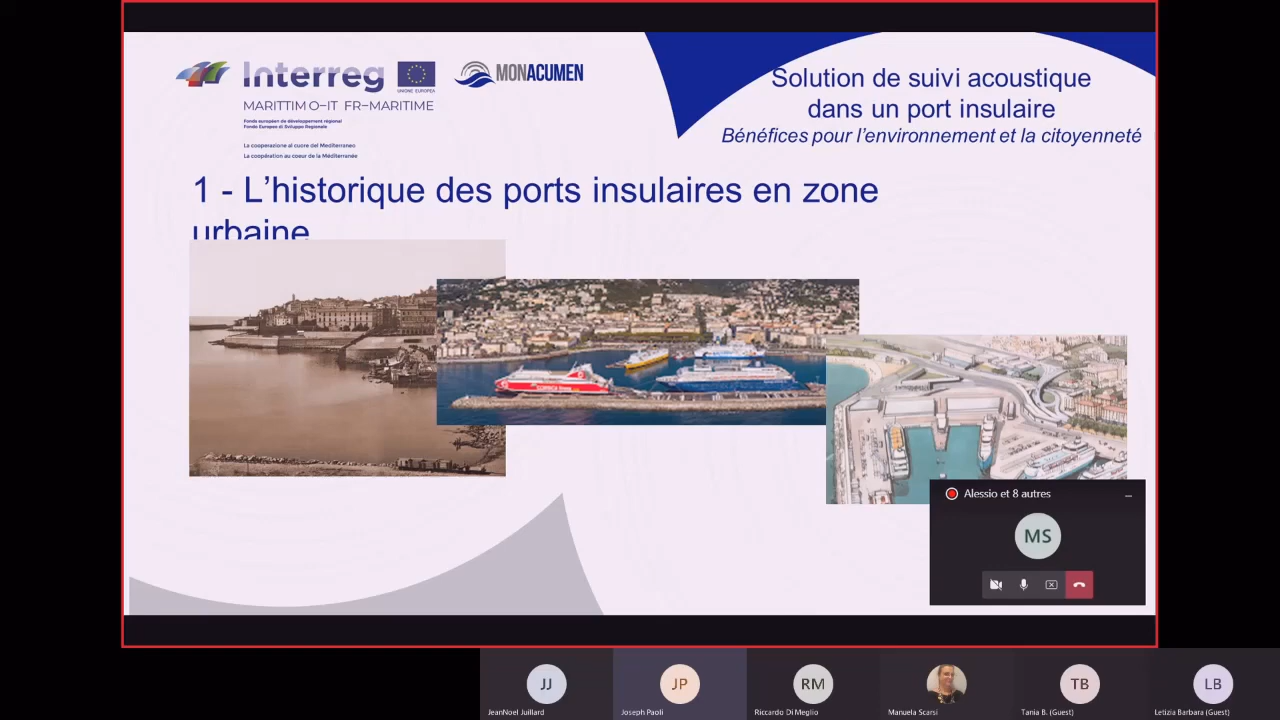 Interreg
UNIONE EUROPEA
MARITTIMO-IT FR-MARITIME
Fonds européen de développement régional
Fondo Europeo di Sviluppo Regionale
La cooperazione al cuore del Mediterraneo
La coopération au coeur de la Méditerranée
MONACUMEN
Solution de suivi acoustique
dans un port insulaire
Bénéfices pour l'environnement et la citoyenneté
1 - L'historique des ports insulaires en zone
urbaine
Alessio et 8 autres
MS
JJ
JeanNoel Juillard
JP
Joseph Paoli
RM
Riccardo Di Meglio
Manuela Scarsi
TB
Tania B. (Guest)
LB
Letizia Barbara (Guest)